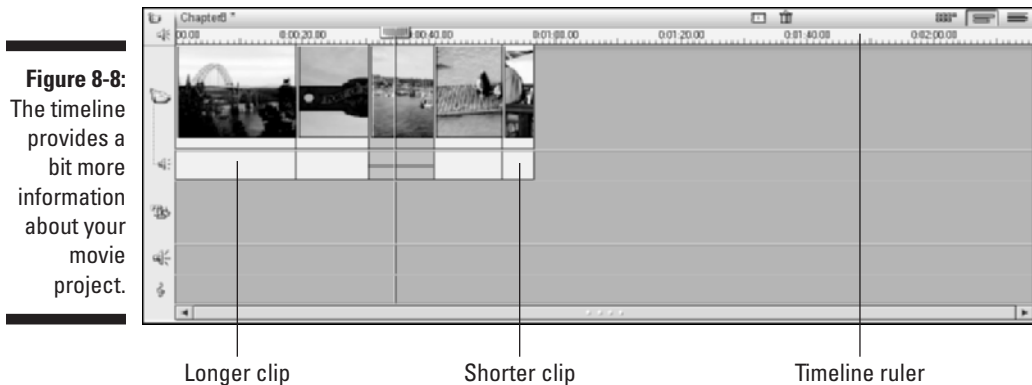 Chapter8 *
00.00 0:00:20.00 0:00:40.00 0:01:00.00 0:01:20.00 0:01:40.00 0:02:00.00
Figure 8-8:
The timeline
provides a
bit more
information
about your
movie
project.
Longer clip Shorter clip Timeline ruler